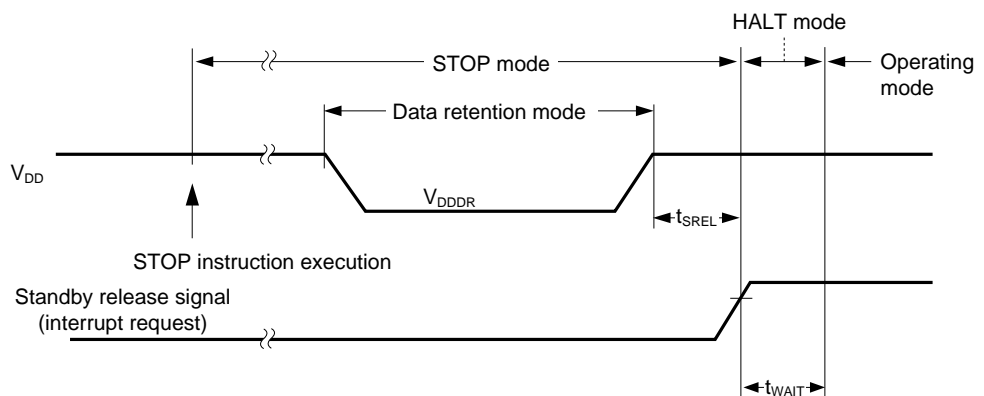 HALT mode
STOP mode
Operating
mode
Data retention mode
VDD
VDDDR
tSREL
STOP instruction execution
Standby release signal
(interrupt request)
tWAIT